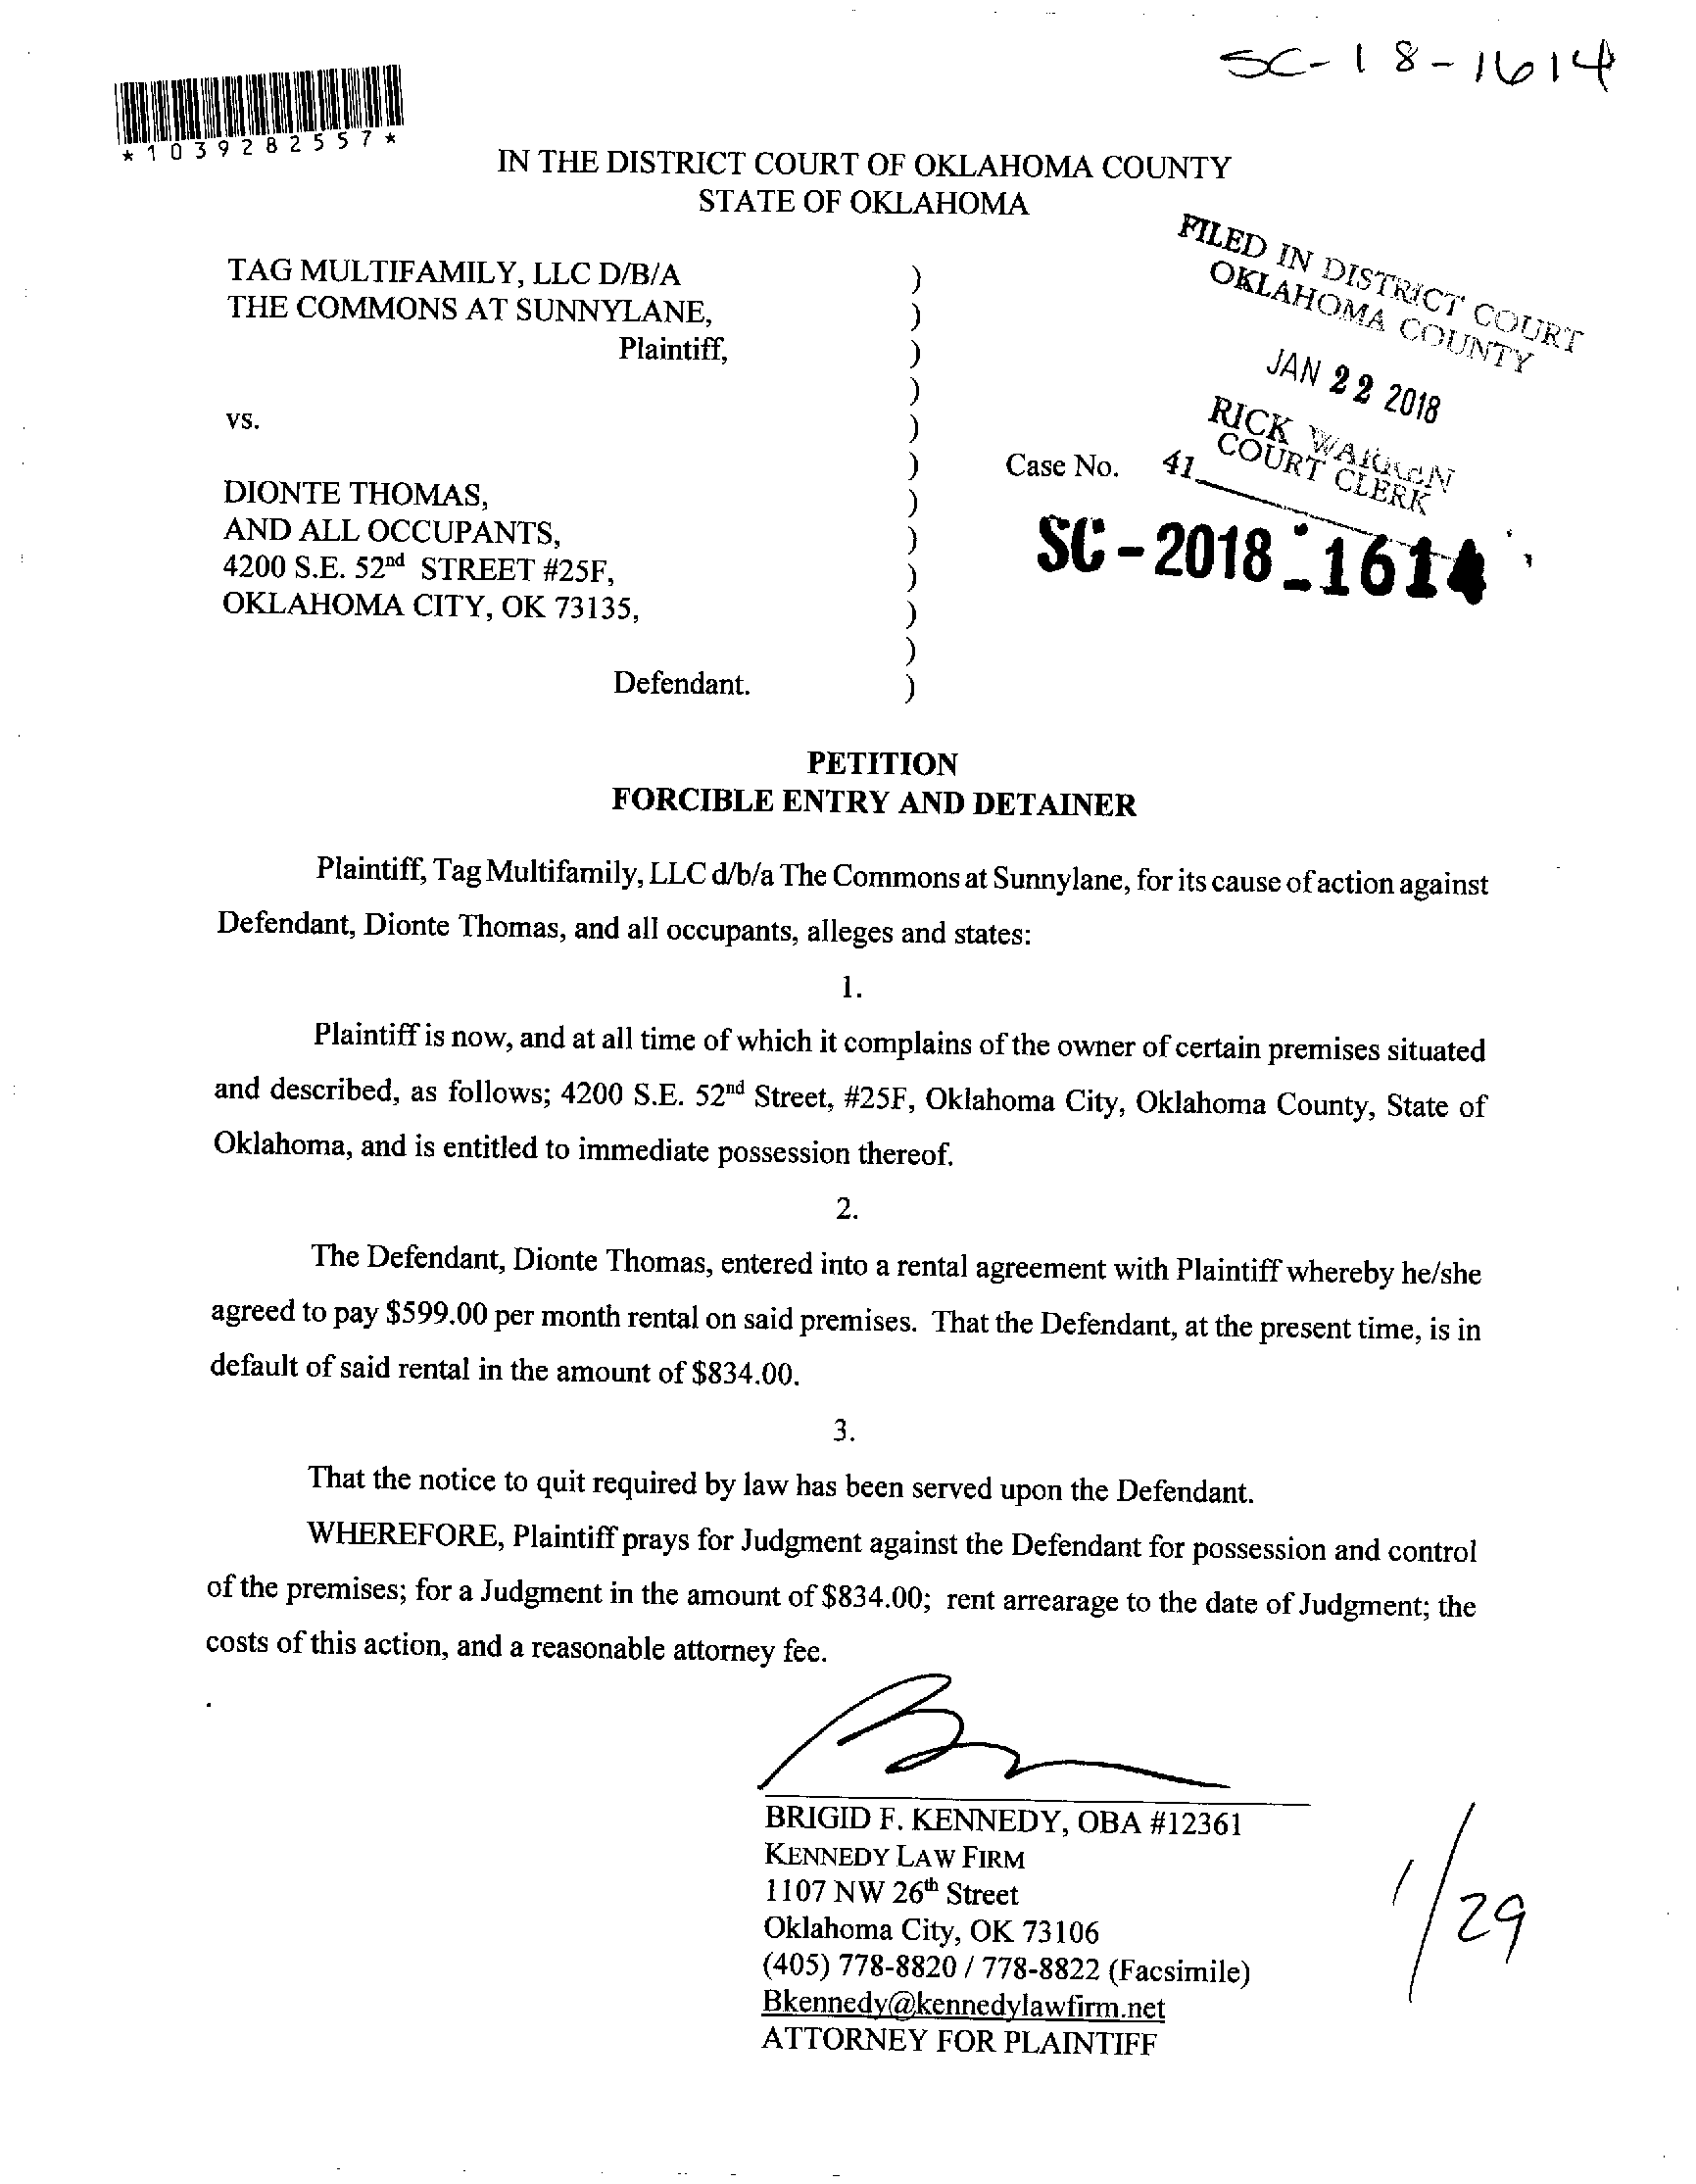 SC-18-1614
*1039282557*
IN THE DISTRICT COURT OF OKLAHOMA COUNTY
STATE OF OKLAHOMA
FILED IN DISTRICT COURT
OKLAHOMA COUNTY
JAN 22 2018
RICK WARREN
COURT CLERK
41
TAG MULTIFAMILY, LLC D/B/A )
THE COMMONS AT SUNNYLANE, )
Plaintiff, )
)
vs. )
) Case No.
DIONTE THOMAS, )
AND ALL OCCUPANTS, ) SC-2018-1614
4200 S.E. 52nd STREET #25F, )
OKLAHOMA CITY, OK 73135, )
)
Defendant. )
PETITION
FORCIBLE ENTRY AND DETAINER
Plaintiff, Tag Multifamily, LLC d/b/a The Commons at Sunnylane, for its cause of action against
Defendant, Dionte Thomas, and all occupants, alleges and states:
1.
Plaintiff is now, and at all time of which it complains of the owner of certain premises situated
and described, as follows; 4200 S.E. 52nd Street, #25F, Oklahoma City, Oklahoma County, State of
Oklahoma, and is entitled to immediate possession thereof.
2.
The Defendant, Dionte Thomas, entered into a rental agreement with Plaintiff whereby he/she
agreed to pay $599.00 per month rental on said premises. That the Defendant, at the present time, is in
default of said rental in the amount of $834.00.
3.
That the notice to quit required by law has been served upon the Defendant.
WHEREFORE, Plaintiff prays for Judgment against the Defendant for possession and control
of the premises; for a Judgment in the amount of $834.00; rent arrearage to the date of Judgment; the
costs of this action, and a reasonable attorney fee.
BRIGID F. KENNEDY, OBA #12361
KENNEDY LAW FIRM
1107 NW 26th Street
Oklahoma City, OK 73106
(405) 778-8820 / 778-8822 (Facsimile)
Bkennedy@kennedylawfirm.net
ATTORNEY FOR PLAINTIFF
1/29